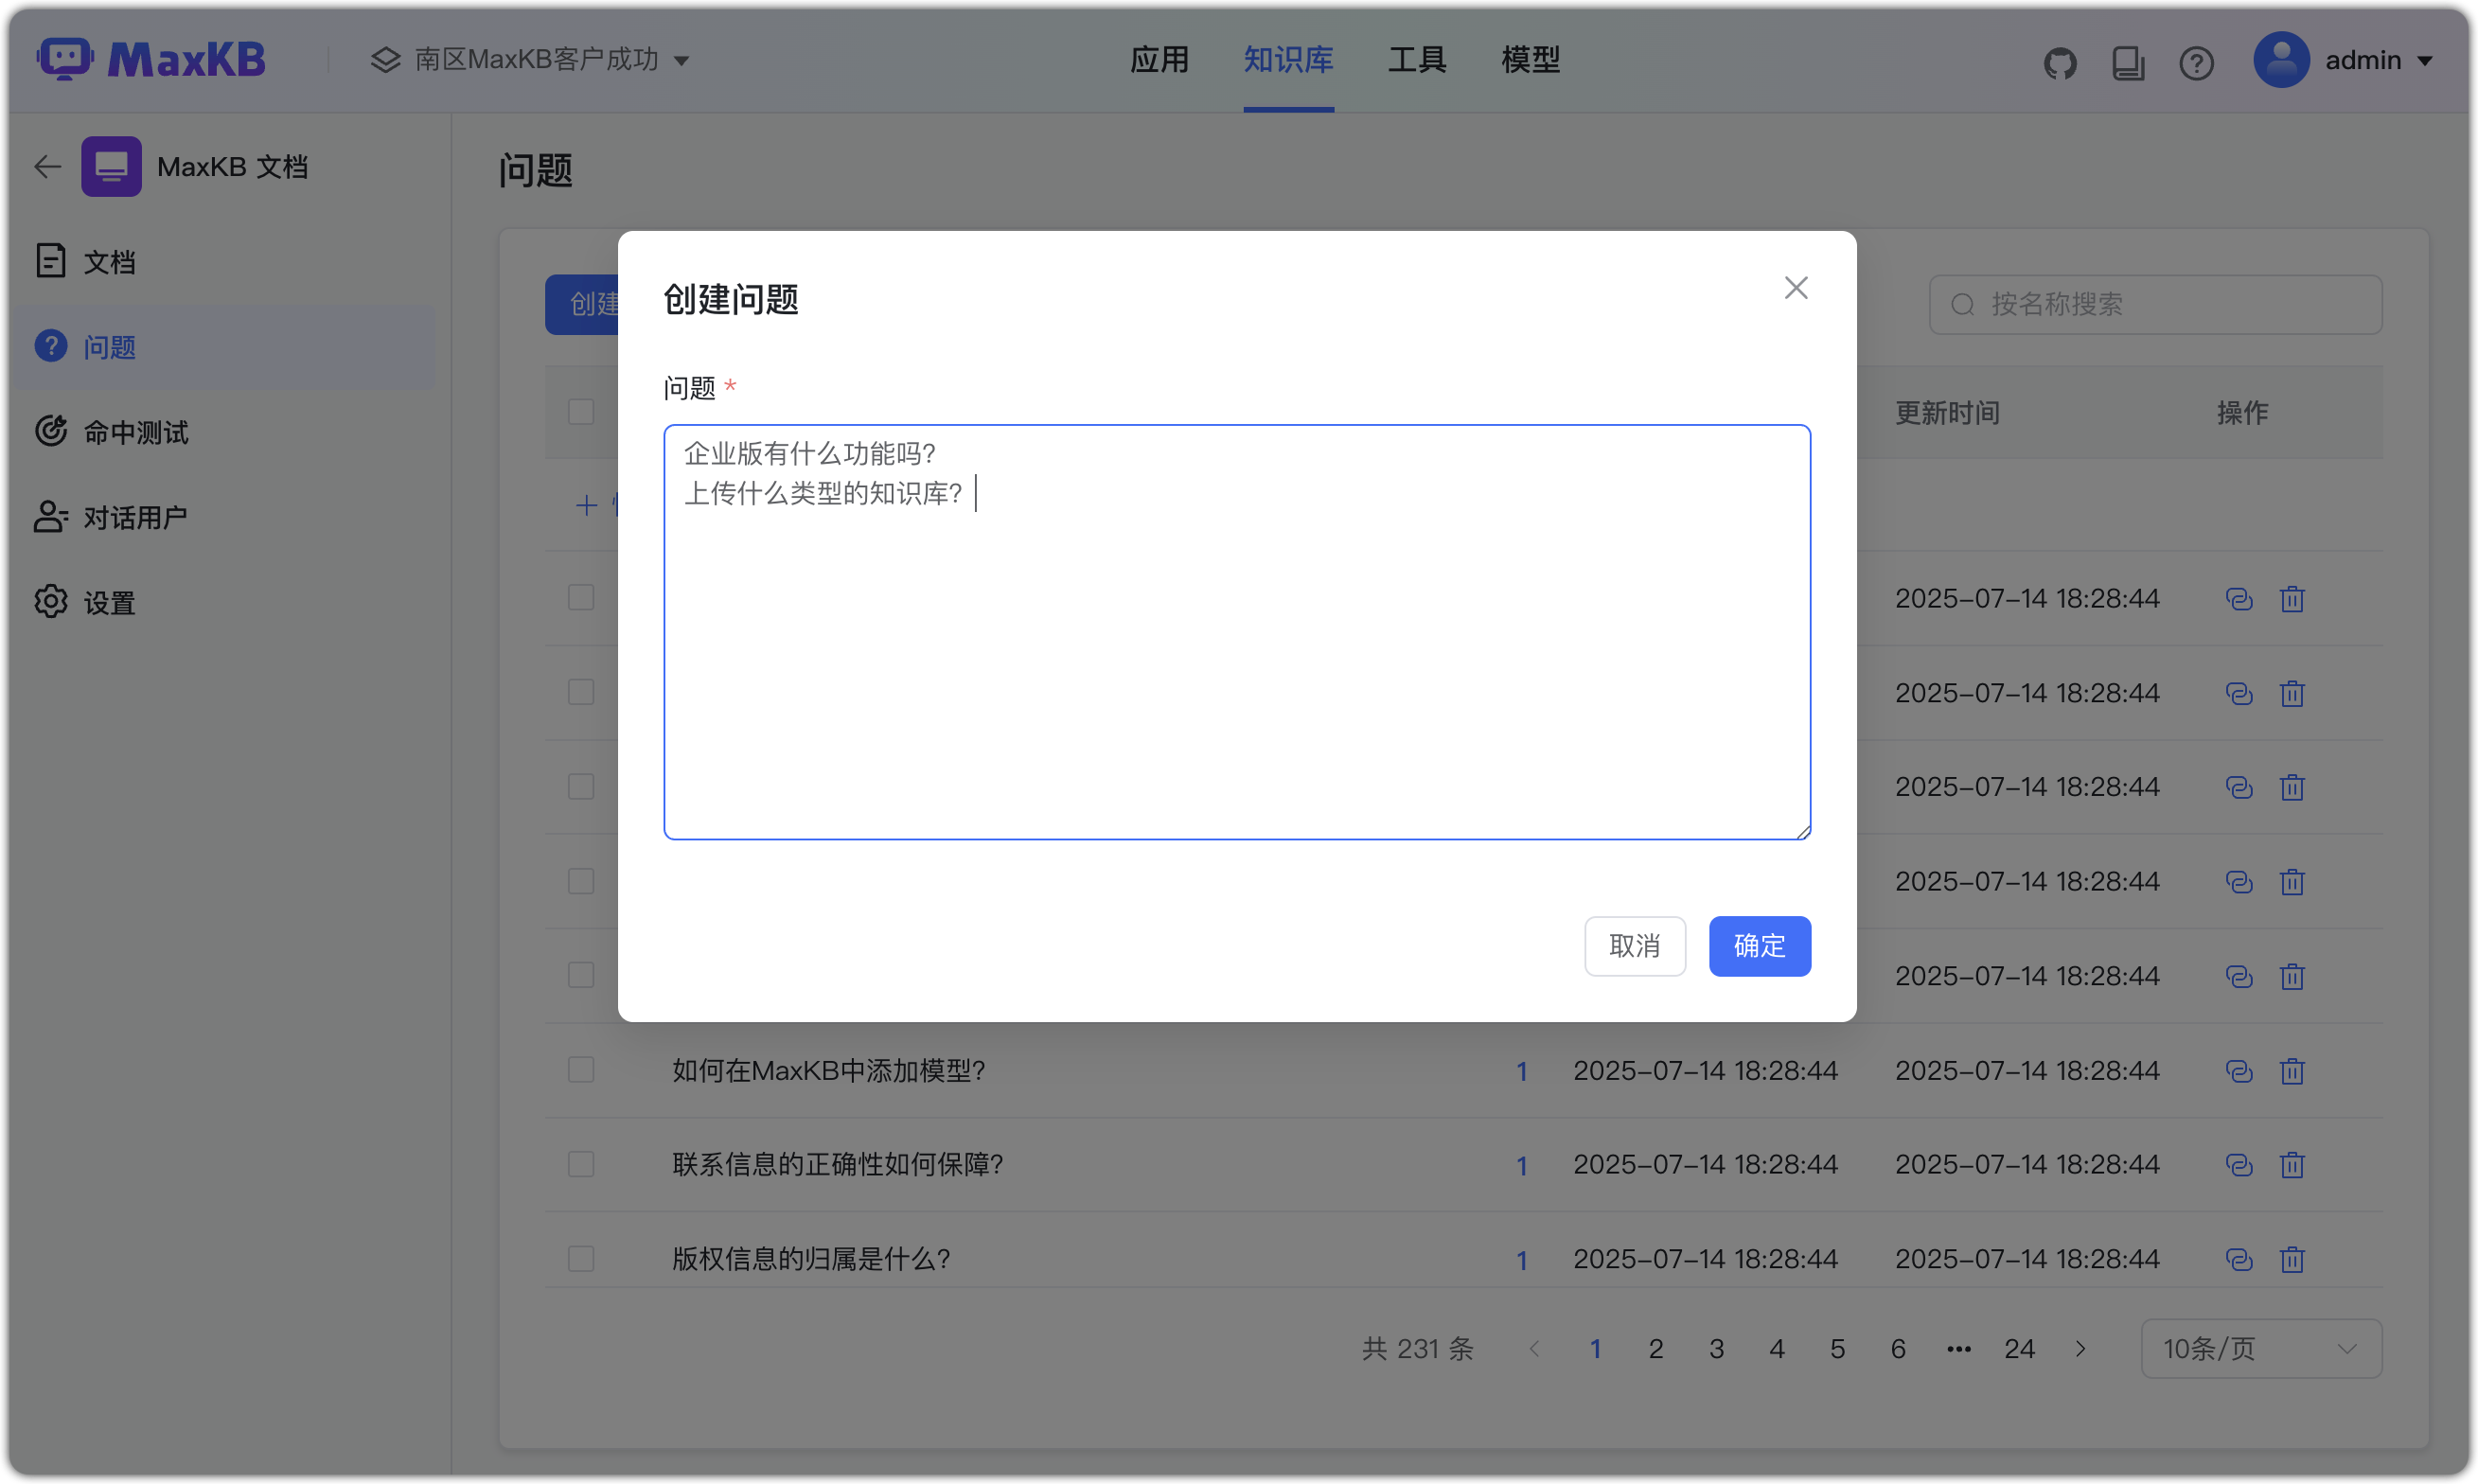 MaxKB
南区MaxKB客户成功
应用 知识库 工具 模型
admin
MaxKB 文档
文档
问题
命中测试
对话用户
设置
问题
创建
按名称搜索
更新时间 操作
创建问题
问题 *
企业版有什么功能吗?
上传什么类型的知识库?
取消 确定
2025-07-14 18:28:44
2025-07-14 18:28:44
2025-07-14 18:28:44
2025-07-14 18:28:44
2025-07-14 18:28:44
如何在MaxKB中添加模型? 1 2025-07-14 18:28:44 2025-07-14 18:28:44
联系信息的正确性如何保障? 1 2025-07-14 18:28:44 2025-07-14 18:28:44
版权信息的归属是什么? 1 2025-07-14 18:28:44 2025-07-14 18:28:44
共 231 条 1 2 3 4 5 6 ••• 24 10条/页